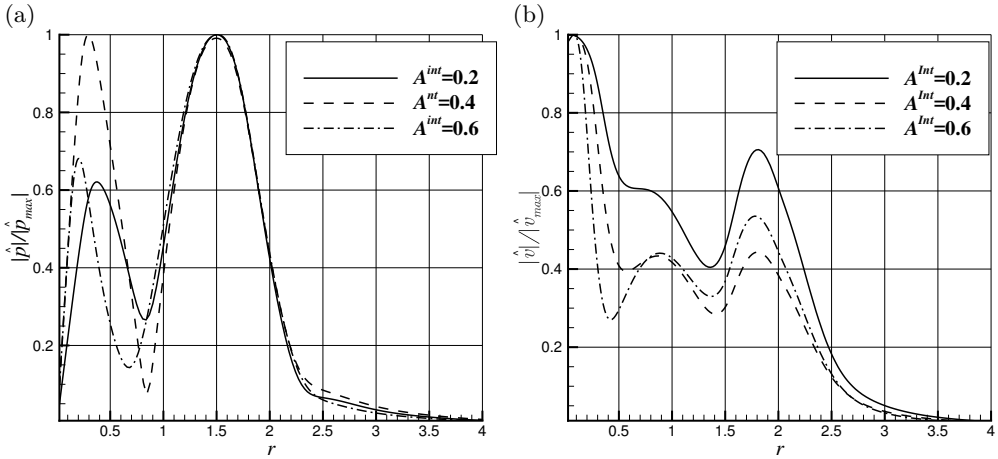 (a)
1
0.8
0.6
0.4
0.2
|p̂|/|p̂max|
A^int=0.2
A^nt=0.4
A^int=0.6
0.5 1 1.5 2 2.5 3 3.5 4
r
(b)
1
0.8
0.6
0.4
0.2
|v̂|/|v̂max|
A^Int=0.2
A^Int=0.4
A^Int=0.6
0.5 1 1.5 2 2.5 3 3.5 4
r